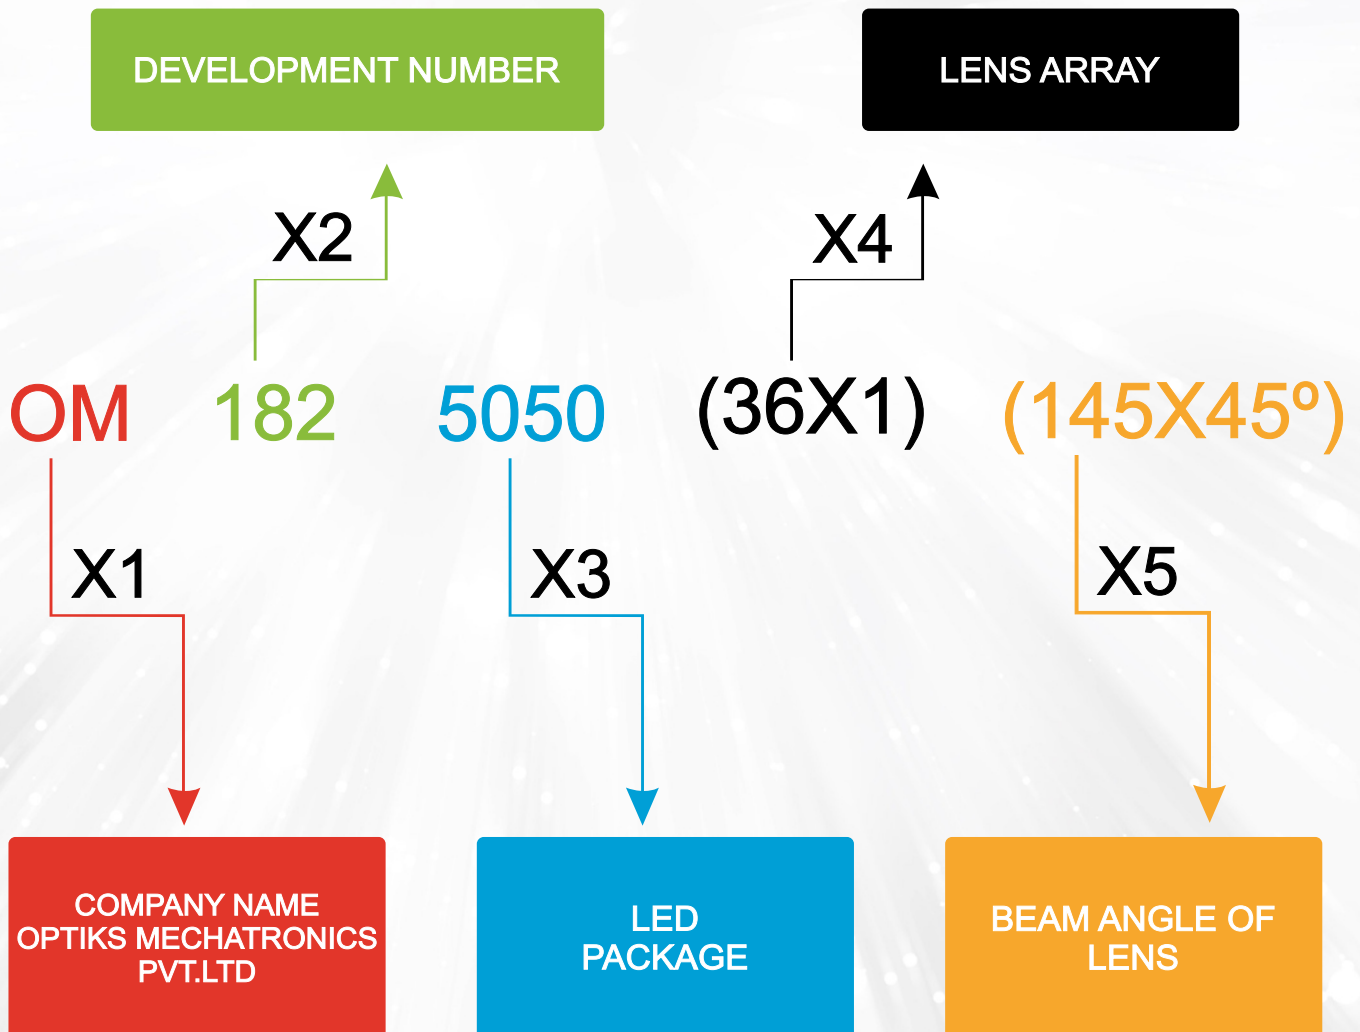 DEVELOPMENT NUMBER
LENS ARRAY
X2
X4
OM 182 5050 (36X1) (145X45º)
X1
X3
X5
COMPANY NAME
OPTIKS MECHATRONICS
PVT.LTD
LED
PACKAGE
BEAM ANGLE OF
LENS